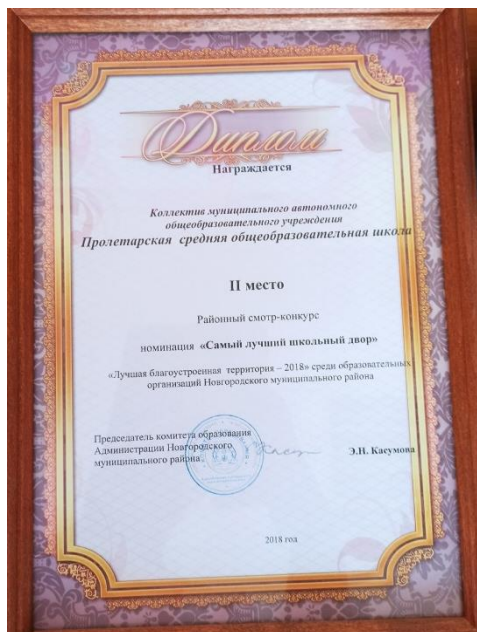 Диплом
Награждается
Коллектив муниципального автономного
общеобразовательного учреждения
Пролетарская средняя общеобразовательная школа
II место
Районный смотр-конкурс
номинация «Самый лучший школьный двор»
«Лучшая благоустроенная территория – 2018» среди образовательных
организаций Новгородского муниципального района
Председатель комитета образования
Администрации Новгородского
муниципального района
Э.Н. Касумова
2018 год